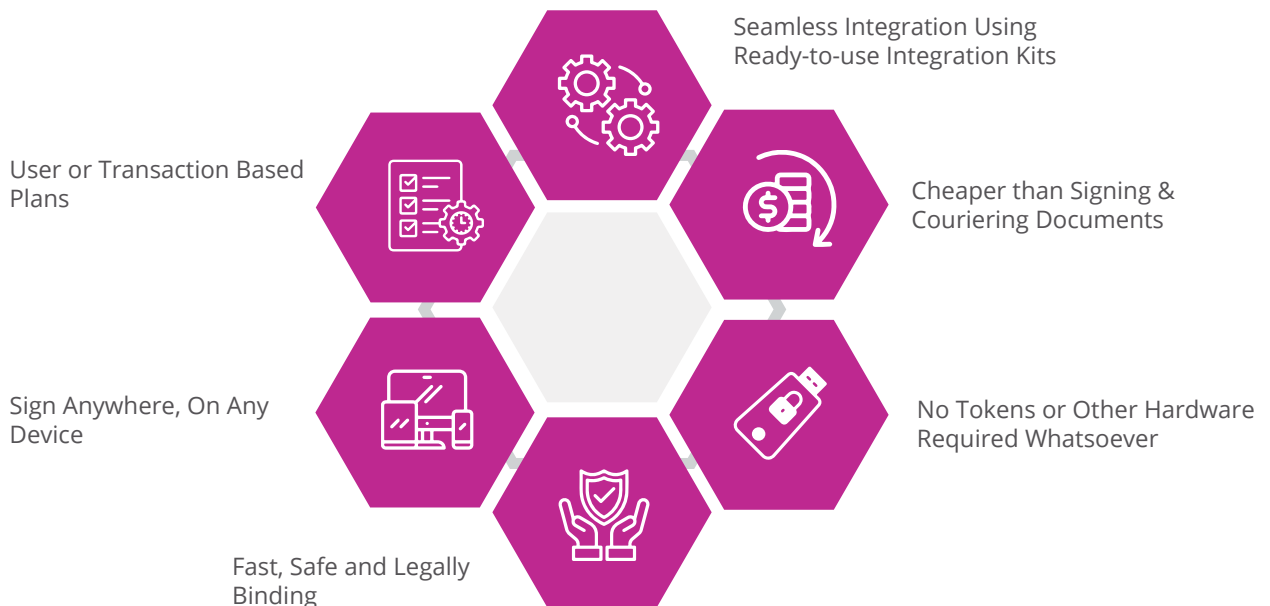 Seamless Integration Using
Ready-to-use Integration Kits
User or Transaction Based
Plans
Cheaper than Signing &
Couriering Documents
Sign Anywhere, On Any
Device
No Tokens or Other Hardware
Required Whatsoever
Fast, Safe and Legally
Binding